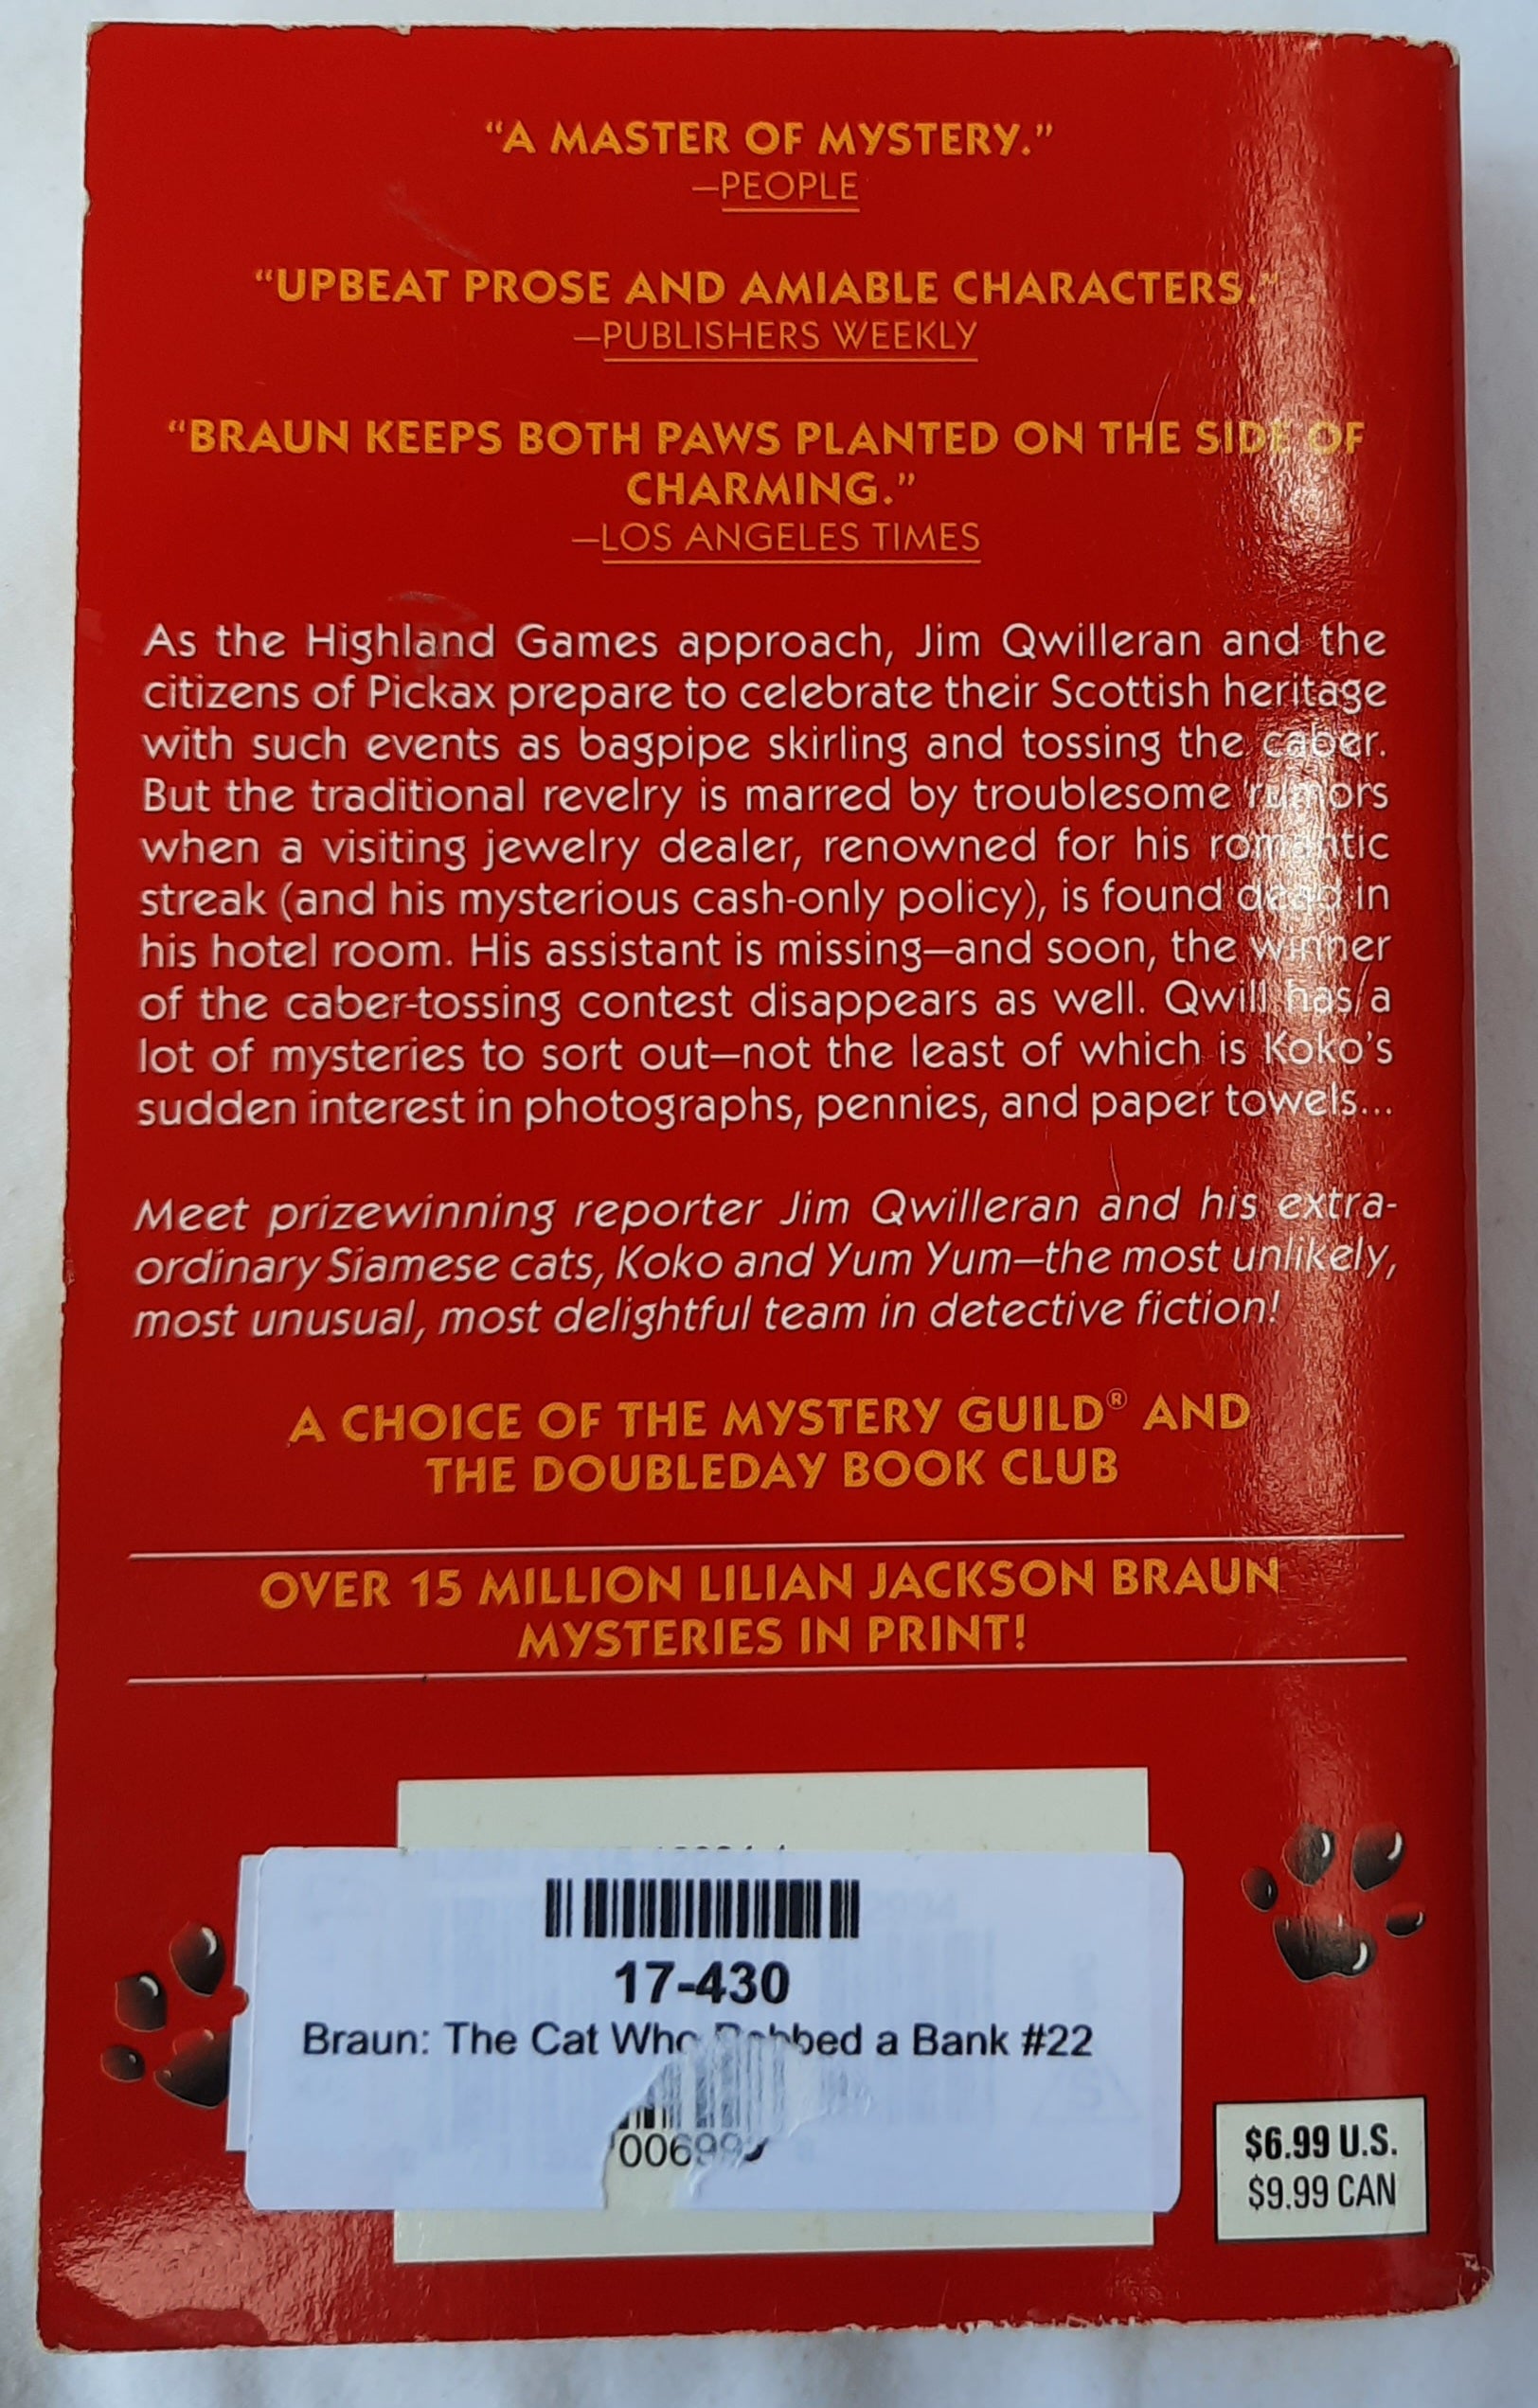 “A MASTER OF MYSTERY.”
—PEOPLE
“UPBEAT PROSE AND AMIABLE CHARACTERS.”
—PUBLISHERS WEEKLY
“BRAUN KEEPS BOTH PAWS PLANTED ON THE SIDE OF
CHARMING.”
—LOS ANGELES TIMES
As the Highland Games approach, Jim Qwilleran and the
citizens of Pickax prepare to celebrate their Scottish heritage
with such events as bagpipe skirling and tossing the caber.
But the traditional revelry is marred by troublesome rumors
when a visiting jewelry dealer, renowned for his romantic
streak (and his mysterious cash-only policy), is found dead in
his hotel room. His assistant is missing—and soon, the winner
of the caber-tossing contest disappears as well. Qwill has a
lot of mysteries to sort out—not the least of which is Koko’s
sudden interest in photographs, pennies, and paper towels...
Meet prizewinning reporter Jim Qwilleran and his extra-
ordinary Siamese cats, Koko and Yum Yum—the most unlikely,
most unusual, most delightful team in detective fiction!
A CHOICE OF THE MYSTERY GUILD® AND
THE DOUBLEDAY BOOK CLUB
OVER 15 MILLION LILIAN JACKSON BRAUN
MYSTERIES IN PRINT!
17-430
Braun: The Cat Who Robbed a Bank #22
$6.99 U.S.
$9.99 CAN